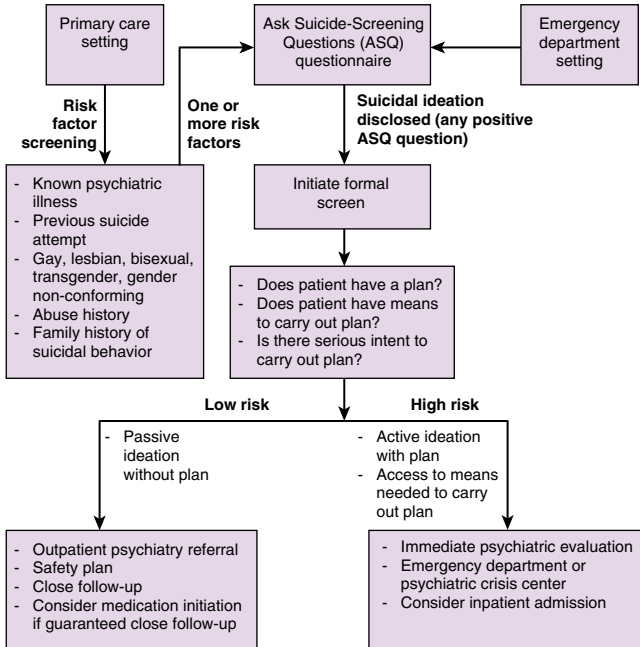 Primary care
setting
Ask Suicide-Screening
Questions (ASQ)
questionnaire
Emergency
department
setting
Risk
factor
screening
One or
more risk
factors
Suicidal ideation
disclosed (any positive
ASQ question)
- Known psychiatric
illness
- Previous suicide
attempt
- Gay, lesbian, bisexual,
transgender, gender
non-conforming
- Abuse history
- Family history of
suicidal behavior
Initiate formal
screen
- Does patient have a plan?
- Does patient have means
to carry out plan?
- Is there serious intent to
carry out plan?
Low risk
High risk
- Passive
ideation
without plan
- Active ideation
with plan
- Access to means
needed to carry
out plan
- Outpatient psychiatry referral
- Safety plan
- Close follow-up
- Consider medication initiation
if guaranteed close follow-up
- Immediate psychiatric evaluation
- Emergency department or
psychiatric crisis center
- Consider inpatient admission